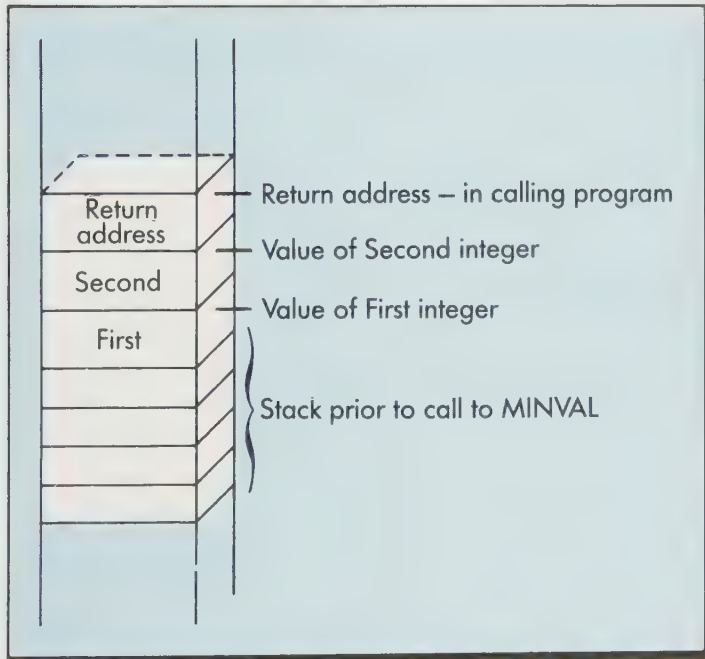 Return address – in calling program
Return
address
Value of Second integer
Second
Value of First integer
First
Stack prior to call to MINVAL